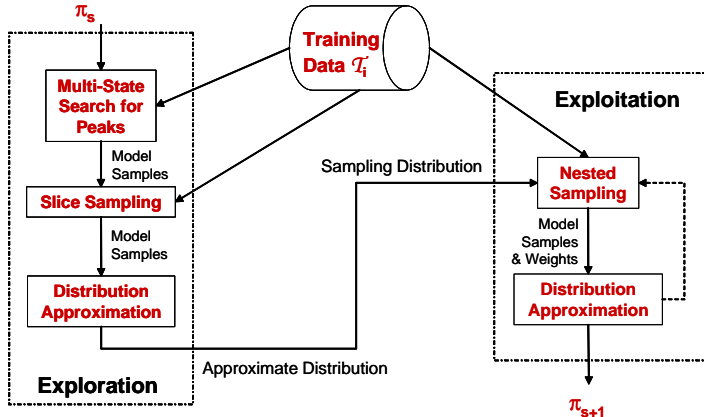 πs
Training
Data 𝒯i
Multi-State
Search for
Peaks
Exploitation
Model
Samples
Sampling Distribution
Nested
Sampling
Slice Sampling
Model
Samples
Model
Samples
& Weights
Distribution
Approximation
Distribution
Approximation
Approximate Distribution
Exploration
πs+1